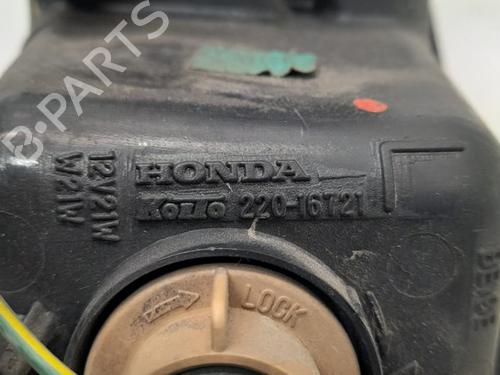 B-PARTS
HONDA
Koito 220-16721
12V21W
W21W
LOCK